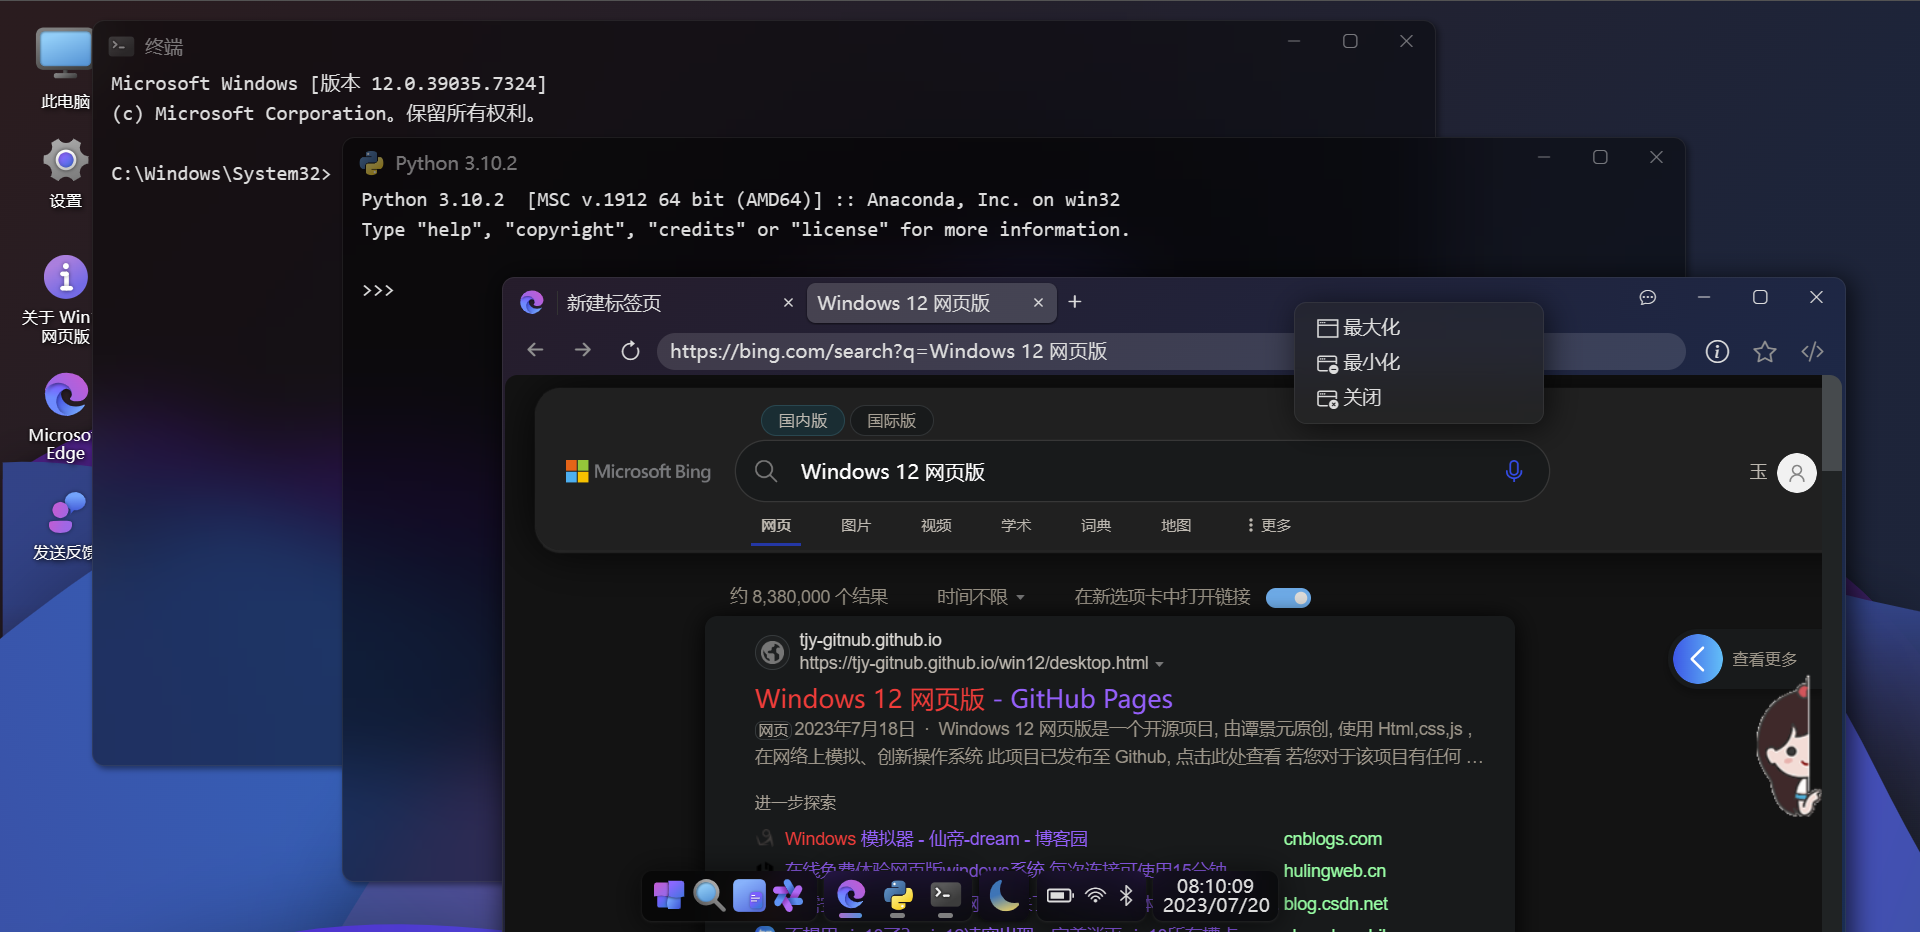 此电脑
设置
关于 Win
网页版
Microso
Edge
发送反馈
终端
Microsoft Windows [版本 12.0.39035.7324]
(c) Microsoft Corporation。保留所有权利。
C:\Windows\System32>
Python 3.10.2
Python 3.10.2  [MSC v.1912 64 bit (AMD64)] :: Anaconda, Inc. on win32
Type "help", "copyright", "credits" or "license" for more information.
>>>
新建标签页
Windows 12 网页版
https://bing.com/search?q=Windows 12 网页版
最大化
最小化
关闭
国内版 国际版
Microsoft Bing
Windows 12 网页版
玉
网页 图片 视频 学术 词典 地图 更多
约 8,380,000 个结果 时间不限 在新选项卡中打开链接
tjy-gitnub.github.io
https://tjy-gitnub.github.io/win12/desktop.html
Windows 12 网页版 - GitHub Pages
网页 2023年7月18日 · Windows 12 网页版是一个开源项目, 由谭景元原创, 使用 Html,css,js ,
在网络上模拟、创新操作系统 此项目已发布至 Github, 点击此处查看 若您对于该项目有任何 …
查看更多
进一步探索
Windows 模拟器 - 仙帝-dream - 博客园 cnblogs.com
在线免费体验网页版windows系统 每次连接可使用15分钟 hulingweb.cn
blog.csdn.net
08:10:09
2023/07/20